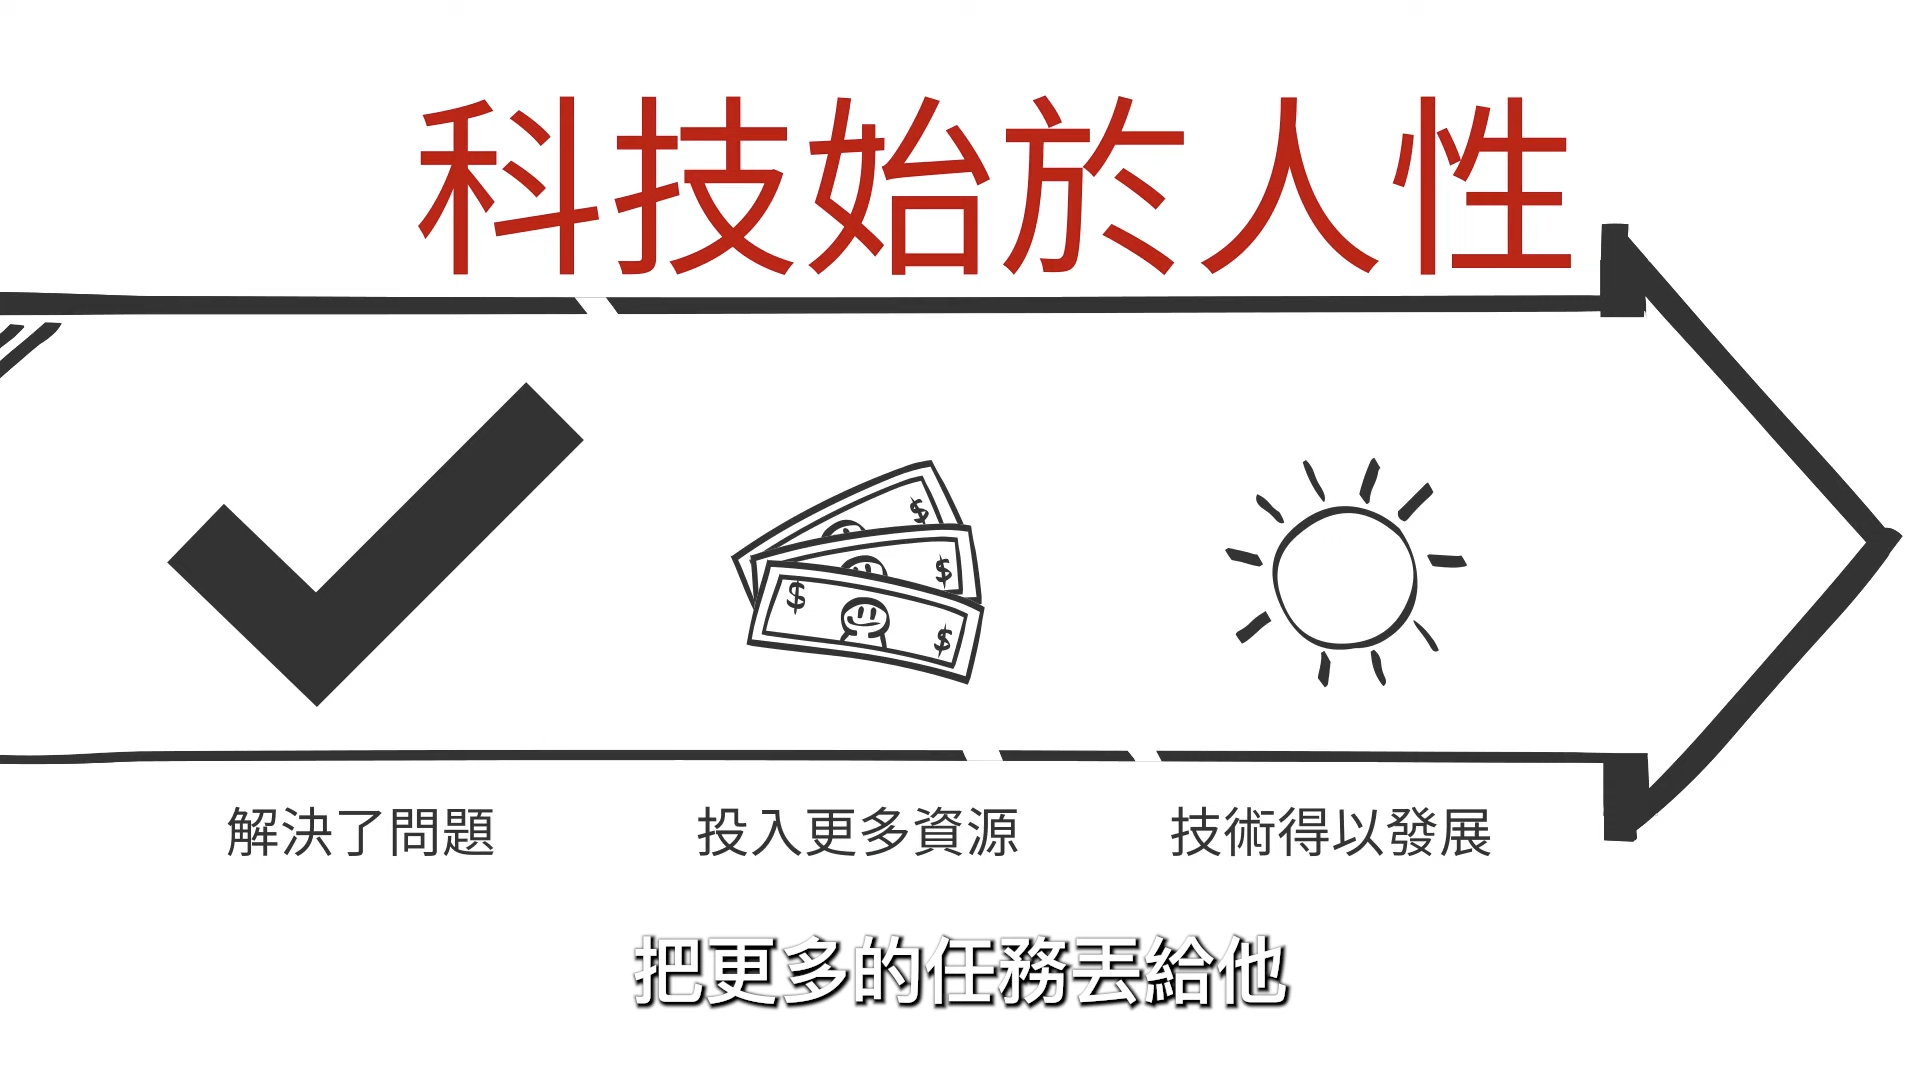 科技始於人性
$ $ $ $
解決了問題
投入更多資源
技術得以發展
把更多的任務丟給他